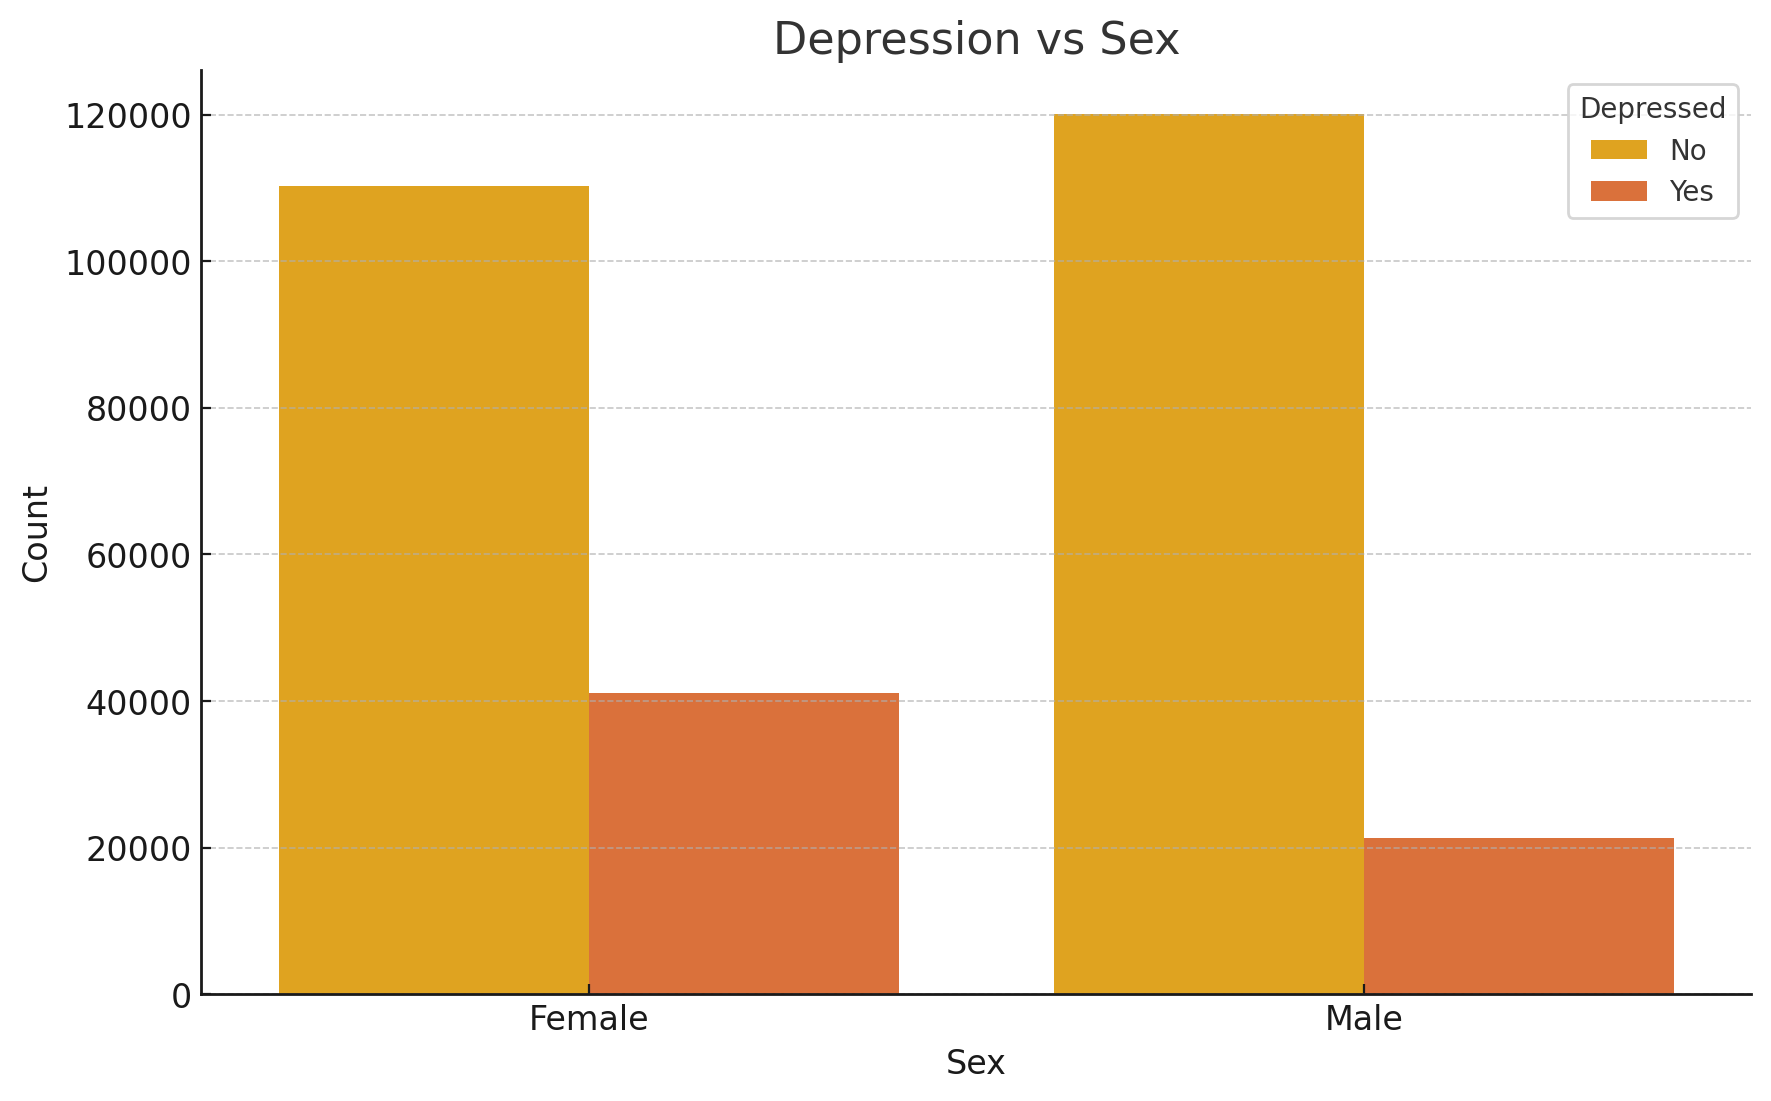 Depression vs Sex
120000
100000
80000
60000
40000
20000
0
Count
Depressed
No
Yes
Female
Male
Sex